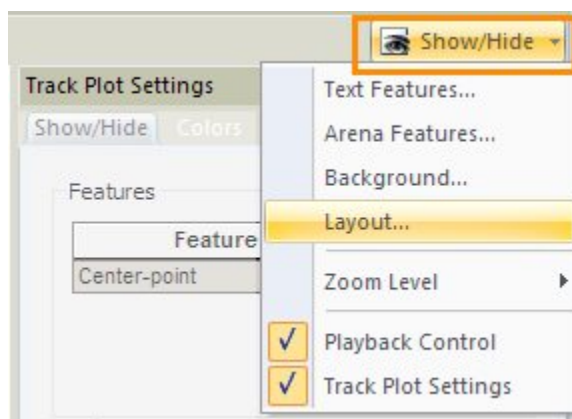 Show/Hide
Track Plot Settings
Show/Hide Colors
Features
Feature
Center-point
Text Features...
Arena Features...
Background...
Layout...
Zoom Level
Playback Control
Track Plot Settings